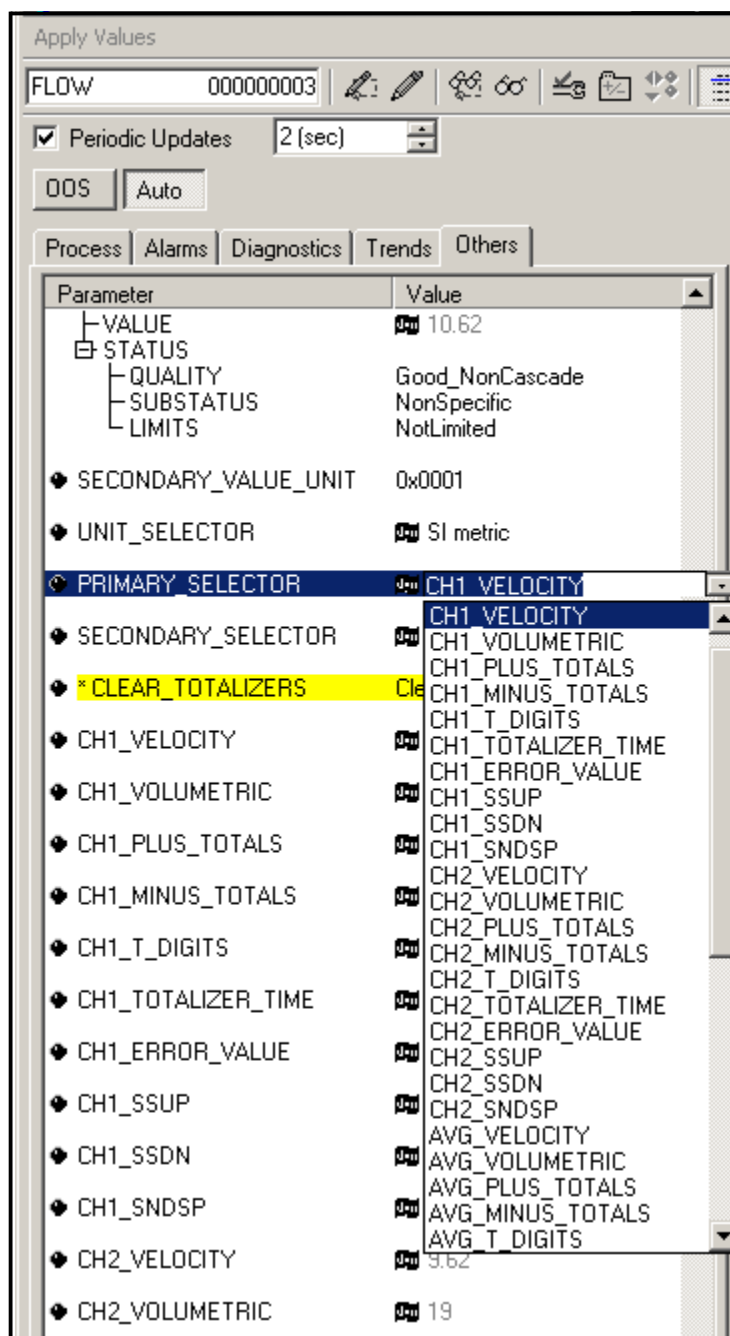 Apply Values
FLOW 000000003
Periodic Updates 2 (sec)
OOS Auto
Process Alarms Diagnostics Trends Others
Parameter Value
VALUE 10.62
STATUS
QUALITY Good_NonCascade
SUBSTATUS NonSpecific
LIMITS NotLimited
SECONDARY_VALUE_UNIT 0x0001
UNIT_SELECTOR SI metric
PRIMARY_SELECTOR CH1_VELOCITY
SECONDARY_SELECTOR
* CLEAR_TOTALIZERS
CH1_VELOCITY
CH1_VOLUMETRIC
CH1_PLUS_TOTALS
CH1_MINUS_TOTALS
CH1_T_DIGITS
CH1_TOTALIZER_TIME
CH1_ERROR_VALUE
CH1_SSUP
CH1_SSDN
CH1_SNDSP
CH2_VELOCITY 9.62
CH2_VOLUMETRIC 19
CH1_VELOCITY
CH1_VOLUMETRIC
CH1_PLUS_TOTALS
CH1_MINUS_TOTALS
CH1_T_DIGITS
CH1_TOTALIZER_TIME
CH1_ERROR_VALUE
CH1_SSUP
CH1_SSDN
CH1_SNDSP
CH2_VELOCITY
CH2_VOLUMETRIC
CH2_PLUS_TOTALS
CH2_MINUS_TOTALS
CH2_T_DIGITS
CH2_TOTALIZER_TIME
CH2_ERROR_VALUE
CH2_SSUP
CH2_SSDN
CH2_SNDSP
AVG_VELOCITY
AVG_VOLUMETRIC
AVG_PLUS_TOTALS
AVG_MINUS_TOTALS
AVG_T_DIGITS